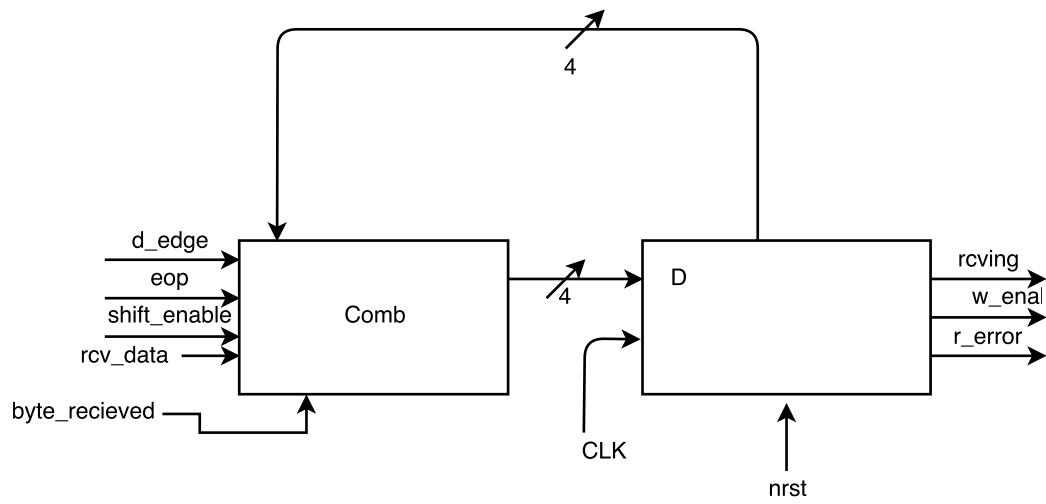 4
d_edge
eop
shift_enable
rcv_data
byte_recieved
Comb
4
D
CLK
nrst
rcving
w_enal
r_error